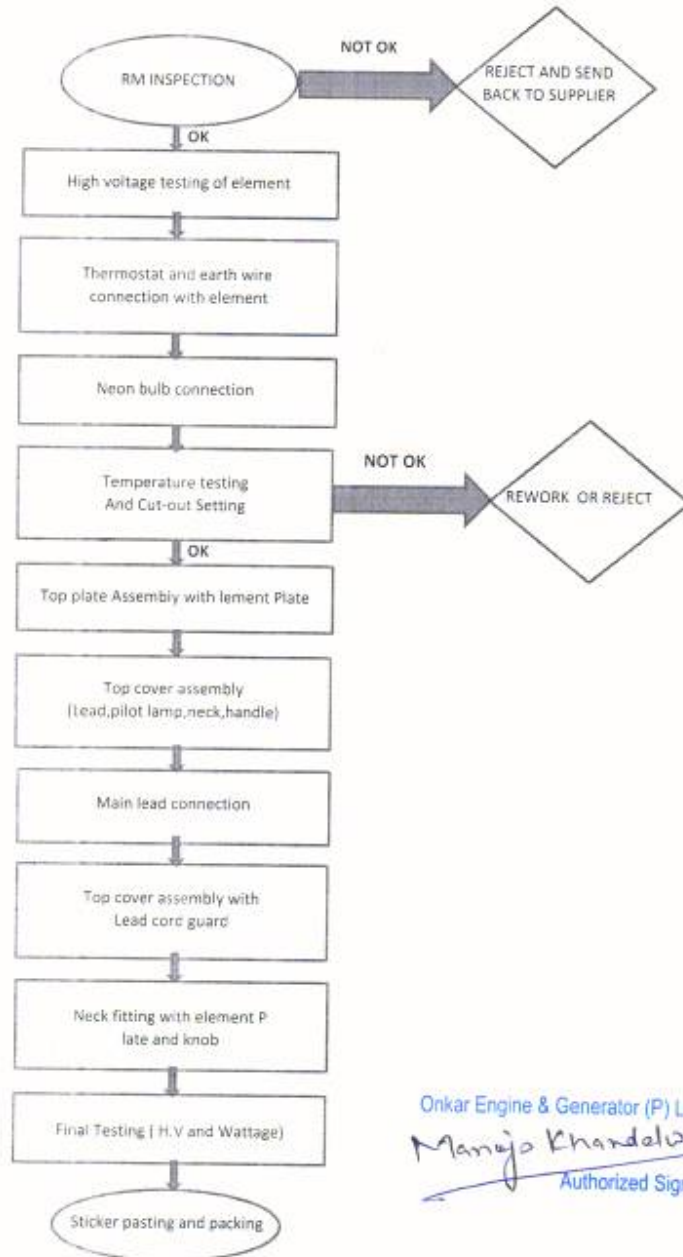 NOT OK
RM INSPECTION
REJECT AND SEND
BACK TO SUPPLIER
OK
High voltage testing of element
Thermostat and earth wire
connection with element
Neon bulb connection
NOT OK
Temperature testing
And Cut-out Setting
REWORK OR REJECT
OK
Top plate Assembly with lement Plate
Top cover assembly
(Lead,pilot lamp,neck,handle)
Main lead connection
Top cover assembly with
Lead cord guard
Neck fitting with element P
late and knob
Onkar Engine & Generator (P) L
Final Testing ( H.V and Wattage)
Authorized Sign
Sticker pasting and packing